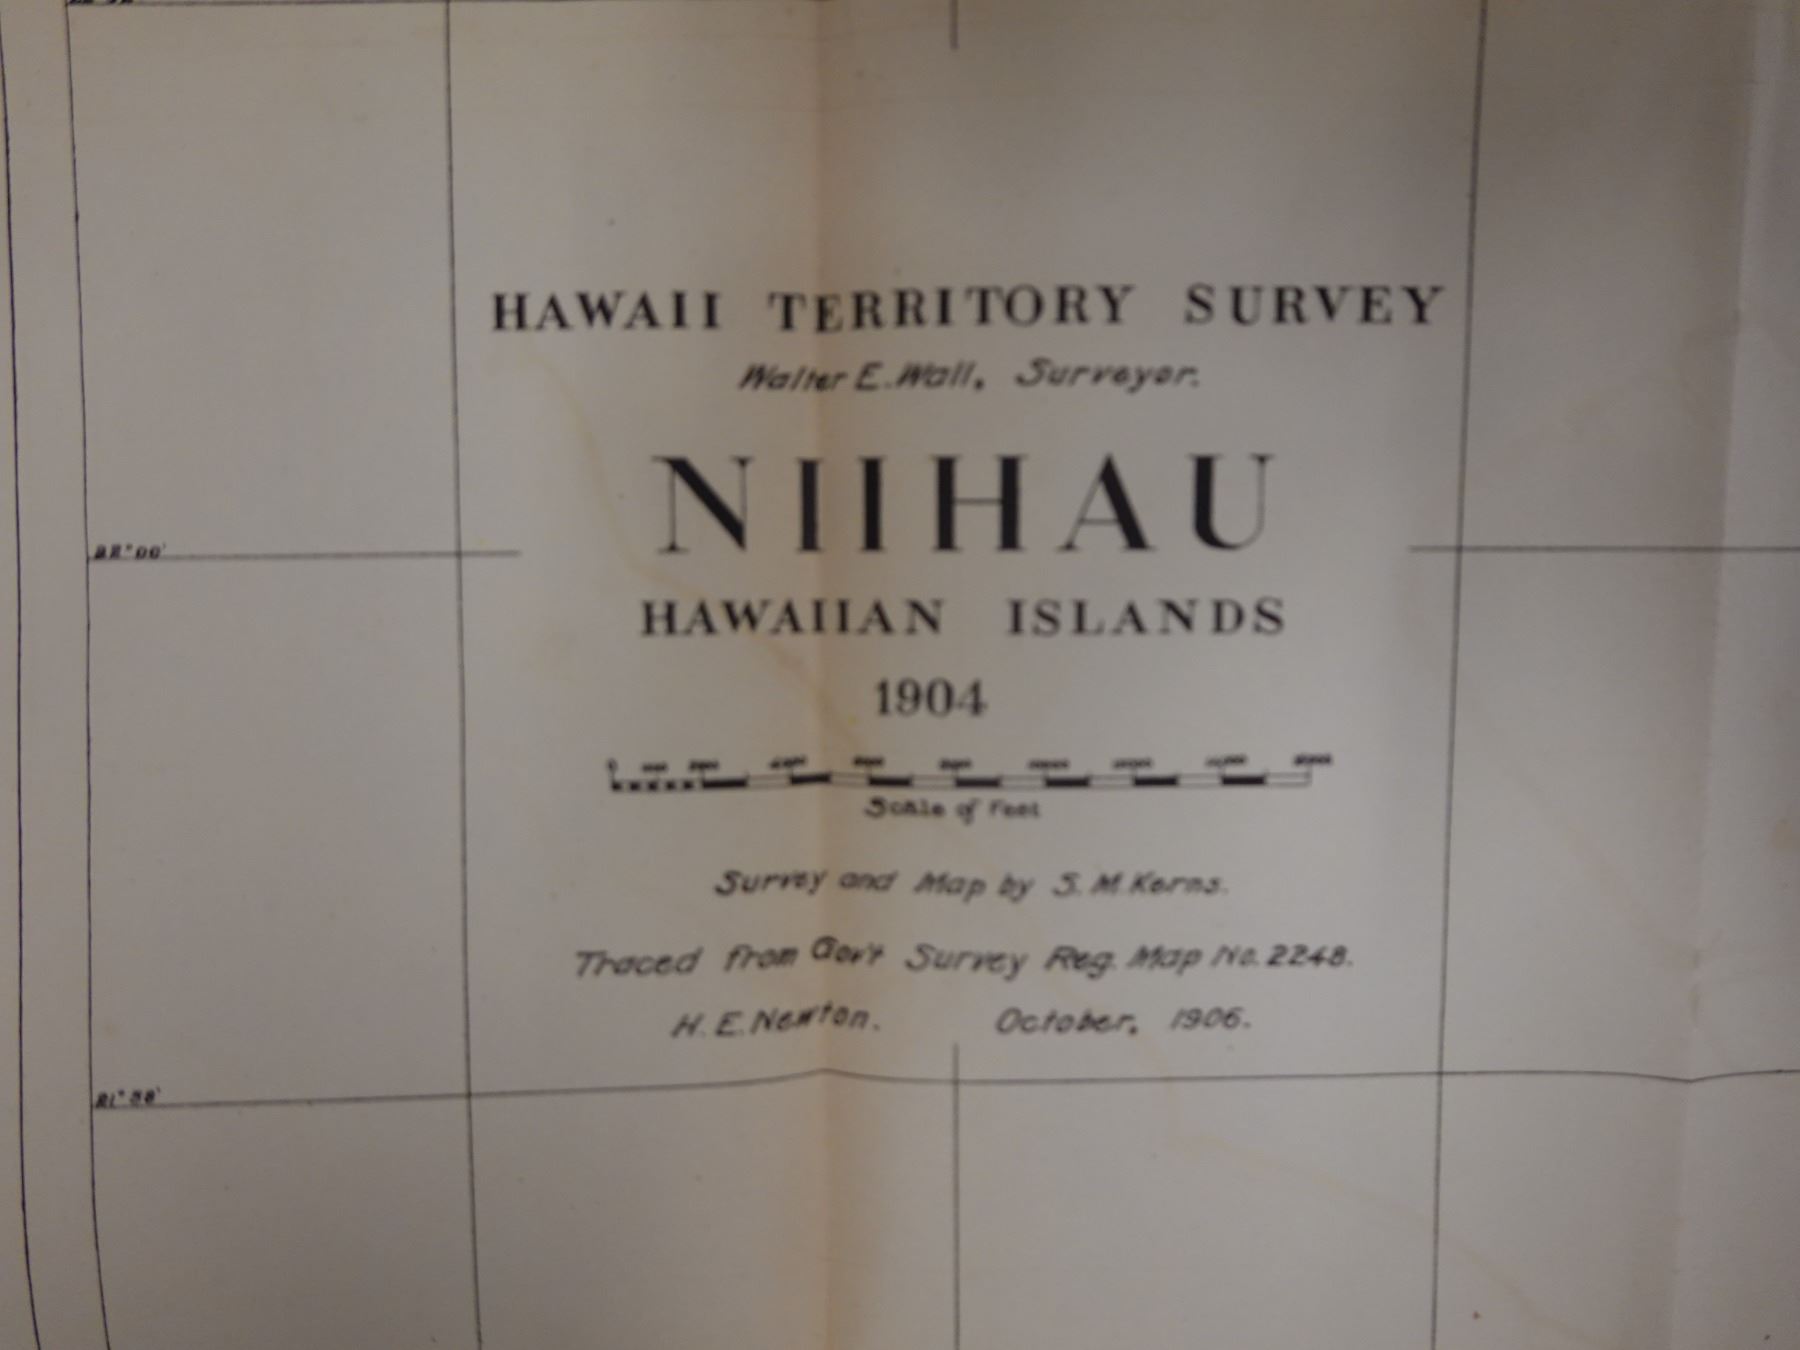 HAWAII TERRITORY SURVEY
Walter E. Wall, Surveyor.
NIIHAU
22°00'
HAWAIIAN ISLANDS
1904
0
Scale of Feet
Survey and Map by S. M. Kerns.
Traced from Gov't Survey Reg. Map No. 2248.
H. E. Newton. October, 1906.
21°58'